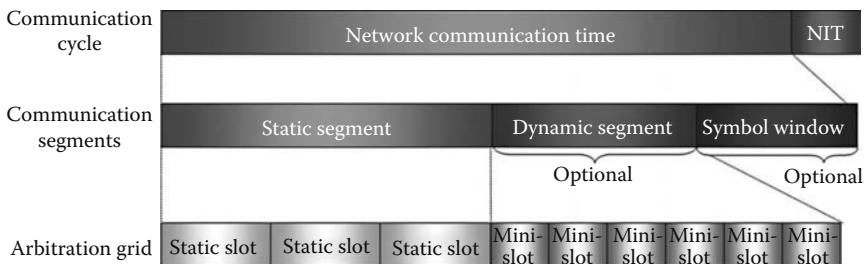 Communication
cycle
Network communication time
NIT
Communication
segments
Static segment
Dynamic segment
Symbol window
Optional
Optional
Arbitration grid
Static slot
Static slot
Static slot
Mini-
slot
Mini-
slot
Mini-
slot
Mini-
slot
Mini-
slot
Mini-
slot